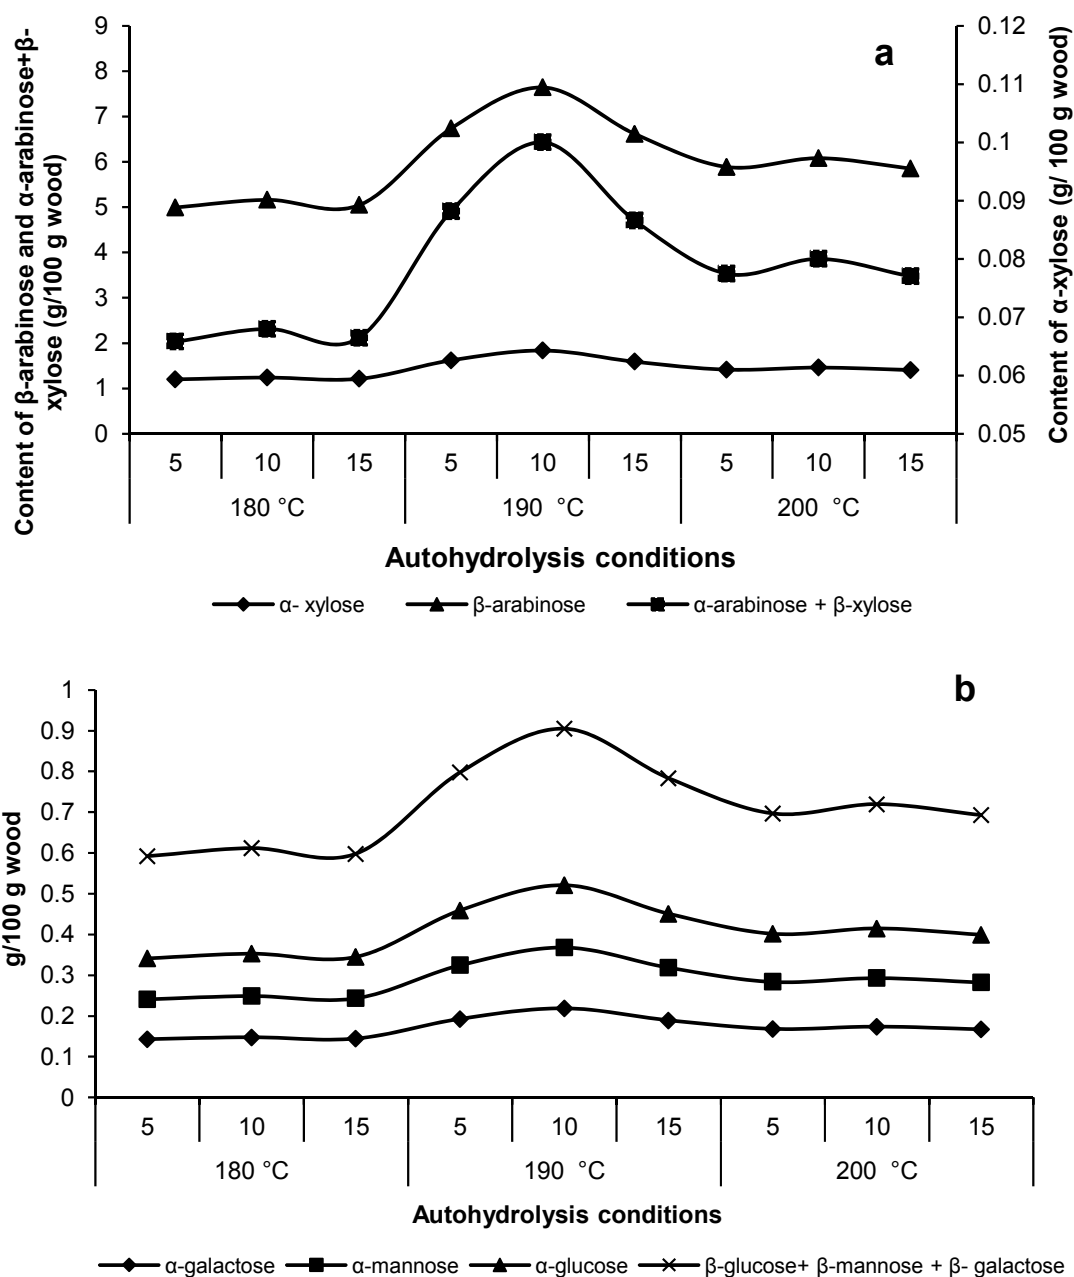 a
Content of β-arabinose and α-arabinose+β-
xylose (g/100 g wood)
9
8
7
6
5
4
3
2
1
0
0.12
0.11
0.1
0.09
0.08
0.07
0.06
0.05
Content of α-xylose (g/ 100 g wood)
5 10 15 5 10 15 5 10 15
180 °C 190 °C 200 °C
Autohydrolysis conditions
α- xylose β-arabinose α-arabinose + β-xylose
b
g/100 g wood
1
0.9
0.8
0.7
0.6
0.5
0.4
0.3
0.2
0.1
0
5 10 15 5 10 15 5 10 15
180 °C 190 °C 200 °C
Autohydrolysis conditions
α-galactose α-mannose α-glucose β-glucose+ β-mannose + β- galactose